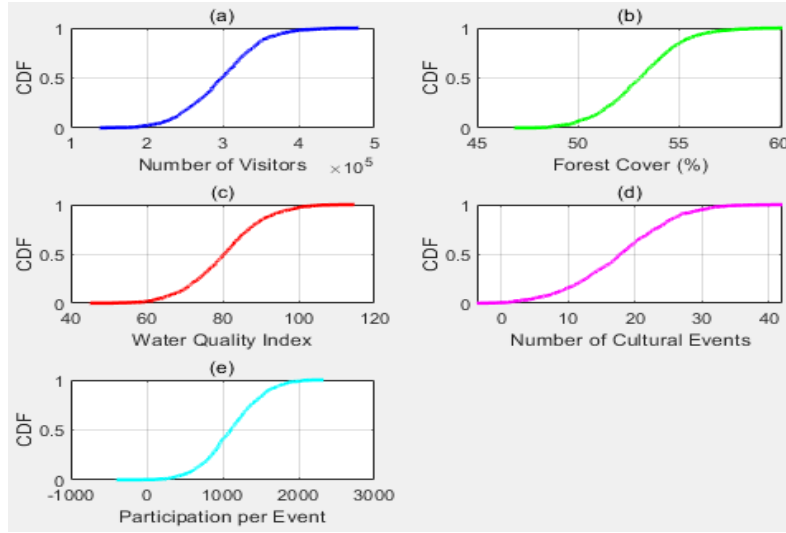 (a)
CDF
1
0.5
0
1 2 3 4 5
Number of Visitors ×10^5
(b)
CDF
1
0.5
0
45 50 55 60
Forest Cover (%)
(c)
CDF
1
0.5
0
40 60 80 100 120
Water Quality Index
(d)
CDF
1
0.5
0
0 10 20 30 40
Number of Cultural Events
(e)
CDF
1
0.5
0
-1000 0 1000 2000 3000
Participation per Event